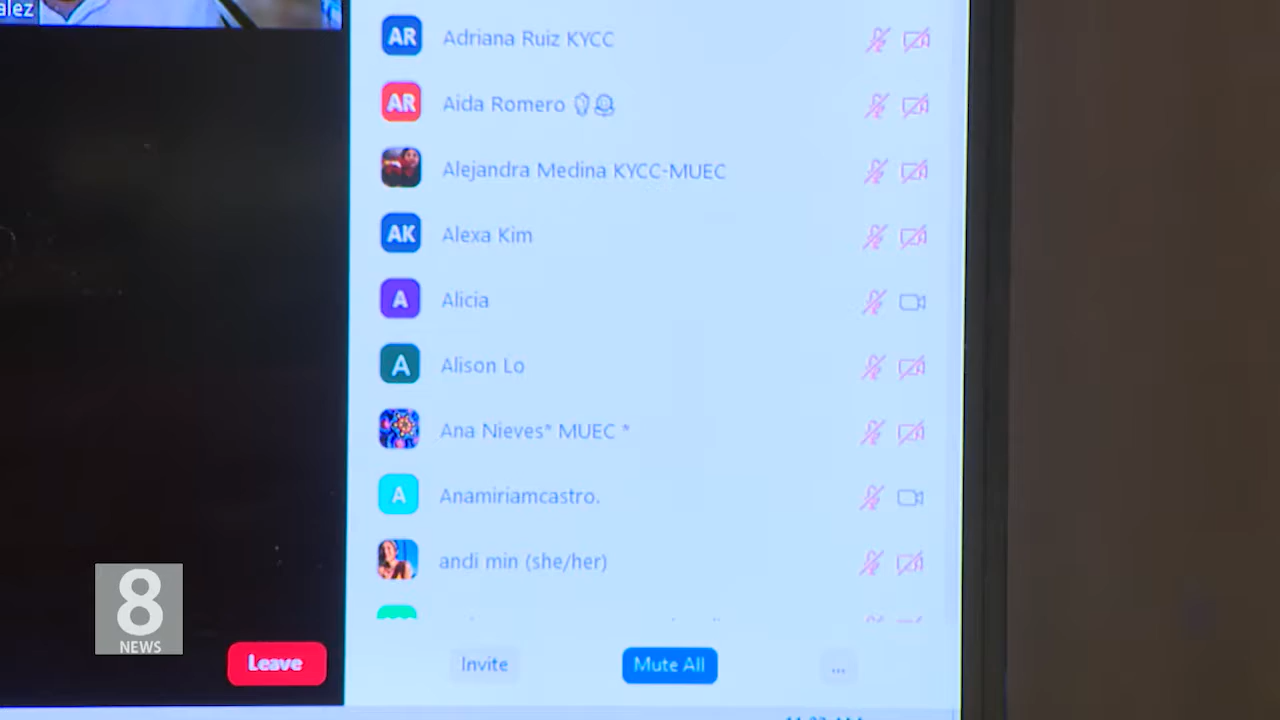 alez
AR Adriana Ruiz KYCC
AR Aida Romero
Alejandra Medina KYCC-MUEC
AK Alexa Kim
A Alicia
A Alison Lo
Ana Nieves* MUEC *
A Anamiriamcastro.
andi min (she/her)
8
NEWS
Leave
Invite
Mute All
...